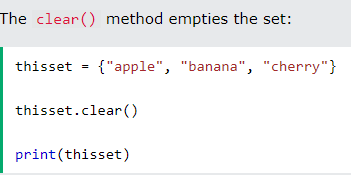 The clear() method empties the set:
thisset = {"apple", "banana", "cherry"}
thisset.clear()
print(thisset)